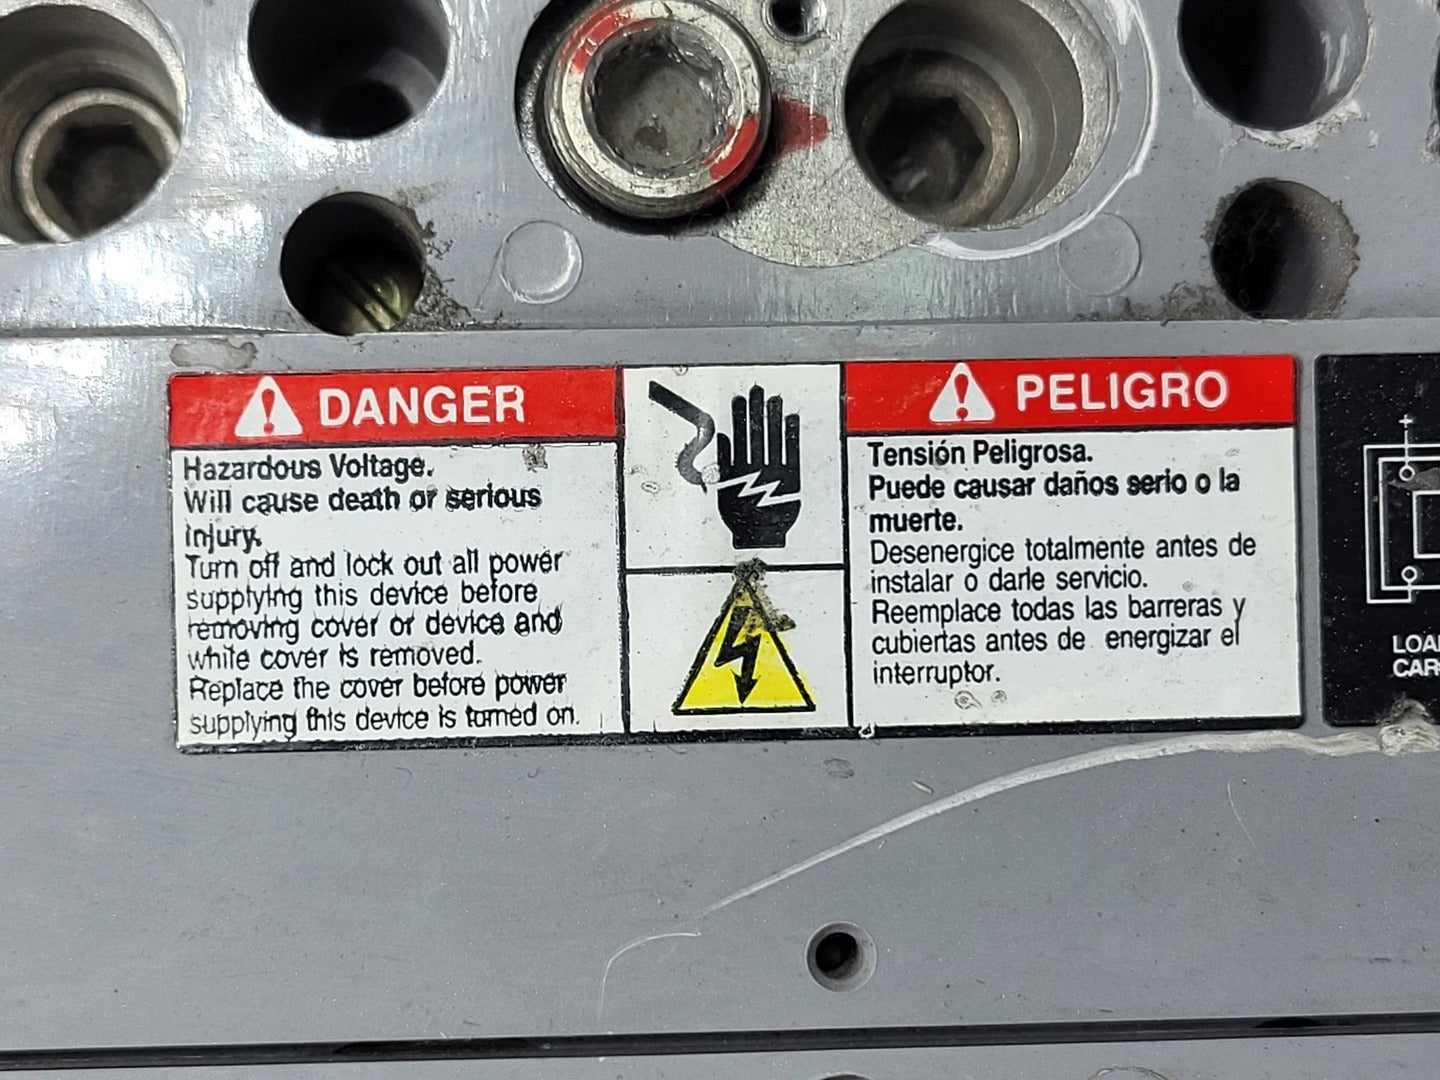 DANGER
Hazardous Voltage.
Will cause death or serious
injury.
Turn off and lock out all power
supplying this device before
removing cover or device and
while cover is removed.
Replace the cover before power
supplying this device is turned on.
PELIGRO
Tensión Peligrosa.
Puede causar daños serio o la
muerte.
Desenergice totalmente antes de
instalar o darle servicio.
Reemplace todas las barreras y
cubiertas antes de energizar el
interruptor.